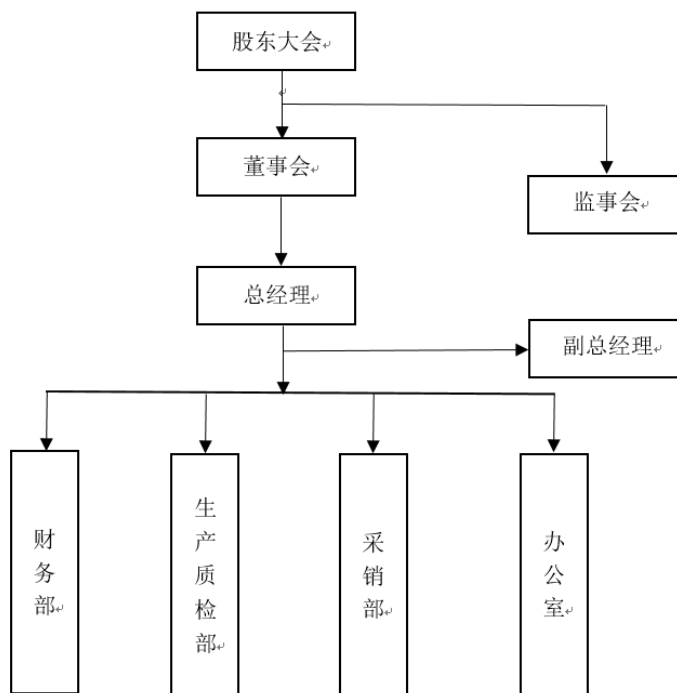 股东大会
董事会
监事会
总经理
副总经理
财务部
生产质检部
采销部
办公室